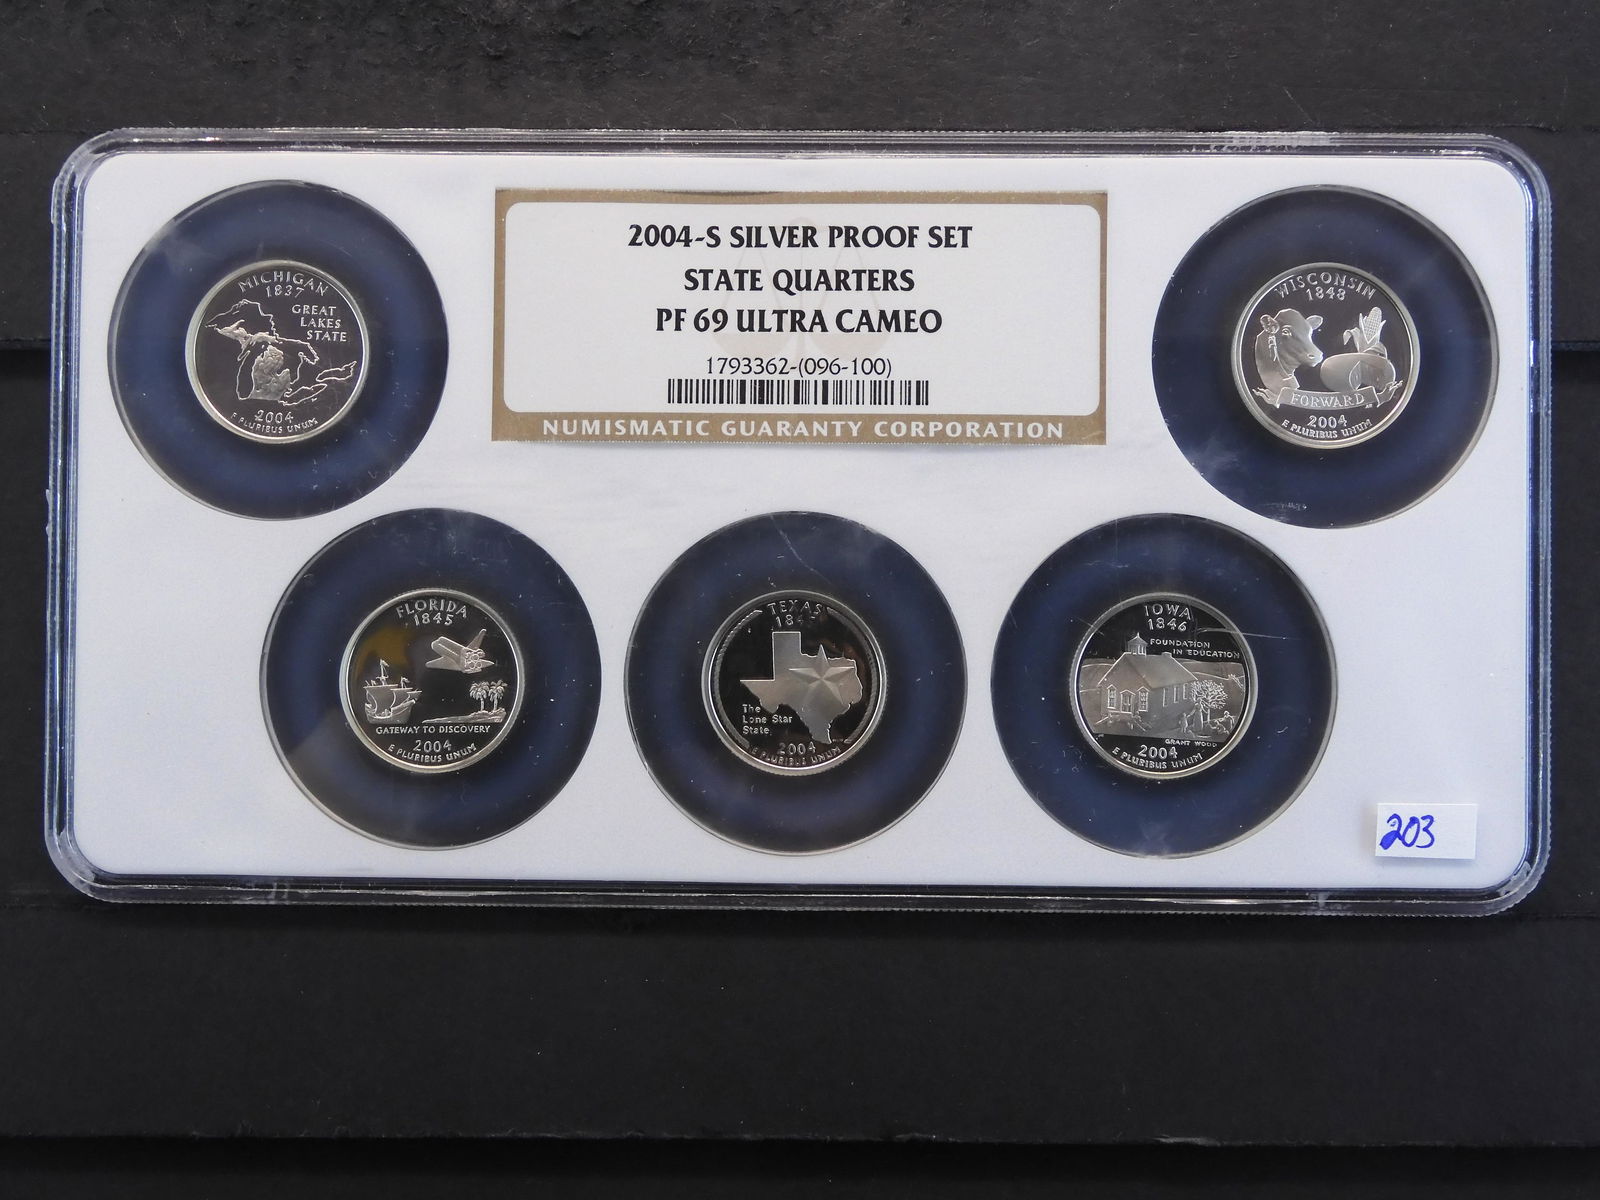 2004-S SILVER PROOF SET
STATE QUARTERS
PF 69 ULTRA CAMEO
1793362-(096-100)
NUMISMATIC GUARANTY CORPORATION
MICHIGAN
1837
GREAT
LAKES
STATE
2004
E PLURIBUS UNUM
WISCONSIN
1848
FORWARD
2004
E PLURIBUS UNUM
FLORIDA
1845
GATEWAY TO DISCOVERY
2004
E PLURIBUS UNUM
TEXAS
The
Lone Star
State
2004
E PLURIBUS UNUM
IOWA
1846
FOUNDATION
IN EDUCATION
GRANT WOOD
2004
E PLURIBUS UNUM
203